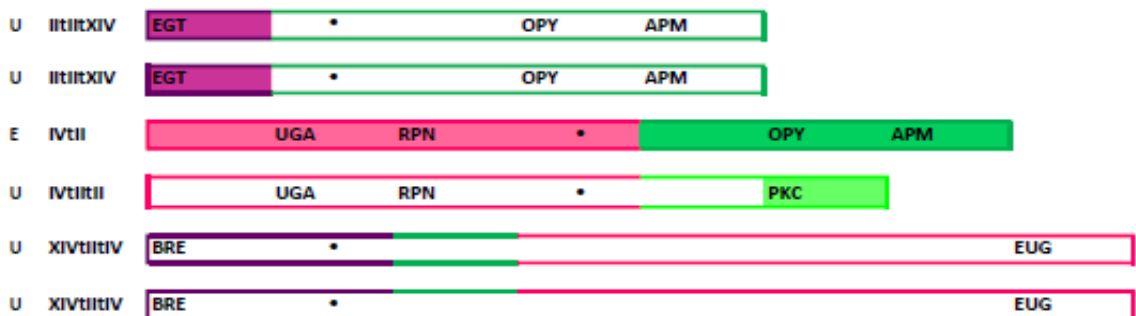 U IItIItXIV EGT • OPY APM
U IItIItXIV EGT • OPY APM
E IVtII UGA RPN • OPY APM
U IVtIItII UGA RPN • PKC
U XIVtIItIV BRE • EUG
U XIVtIItIV BRE • EUG